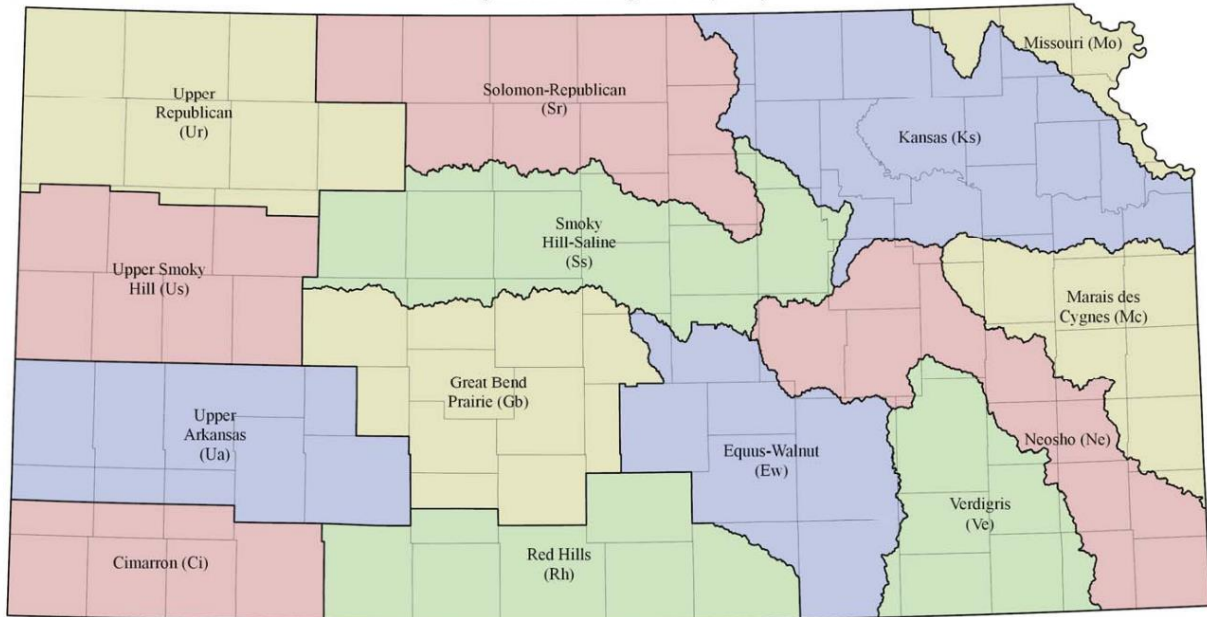 Upper
Republican
(Ur)
Solomon-Republican
(Sr)
Missouri (Mo)
Kansas (Ks)
Smoky
Hill-Saline
(Ss)
Upper Smoky
Hill (Us)
Marais des
Cygnes (Mc)
Great Bend
Prairie (Gb)
Upper
Arkansas
(Ua)
Equus-Walnut
(Ew)
Neosho (Ne)
Verdigris
(Ve)
Cimarron (Ci)
Red Hills
(Rh)